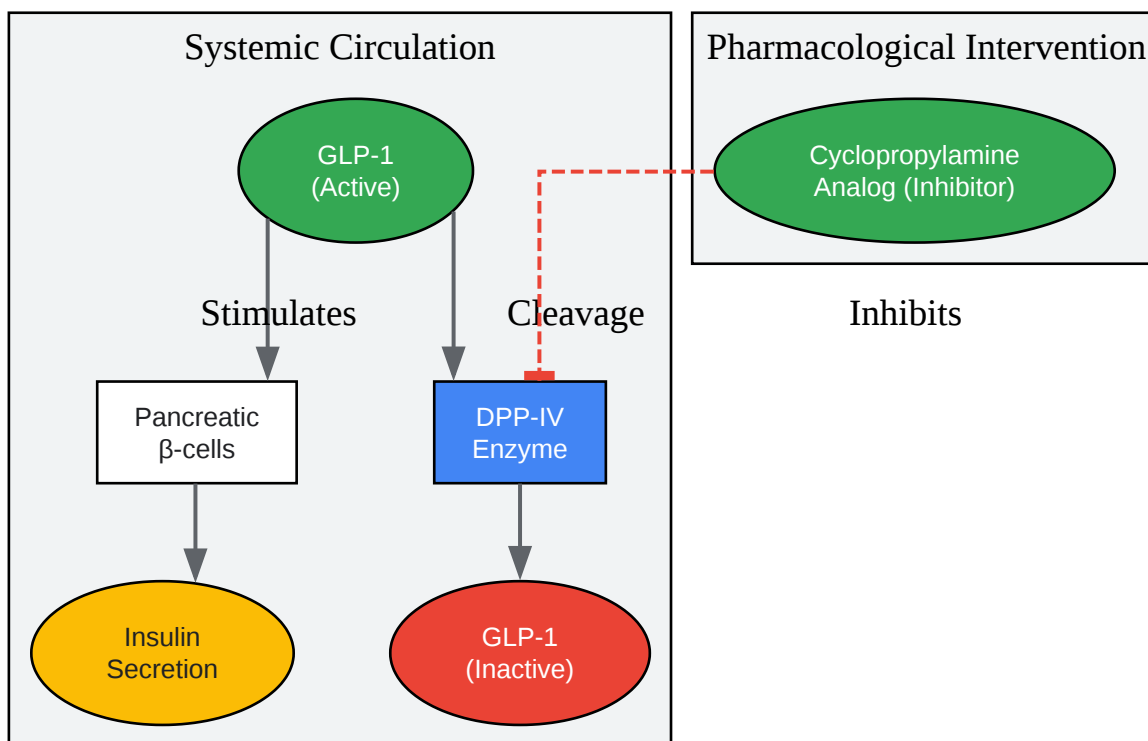 Systemic Circulation
Pharmacological Intervention
GLP-1
(Active)
Cyclopropylamine
Analog (Inhibitor)
Stimulates
Cleavage
Inhibits
Pancreatic
β-cells
DPP-IV
Enzyme
Insulin
Secretion
GLP-1
(Inactive)